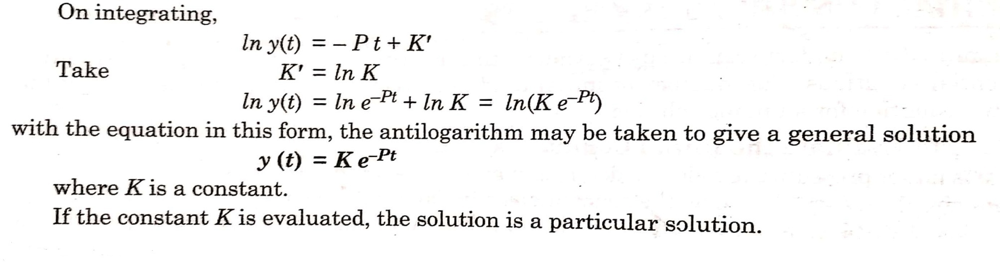 On integrating,
ln y(t) = – P t + K'
Take K' = ln K
ln y(t) = ln e–Pt + ln K = ln(K e–Pt)
with the equation in this form, the antilogarithm may be taken to give a general solution
y (t) = K e–Pt
where K is a constant.
If the constant K is evaluated, the solution is a particular solution.